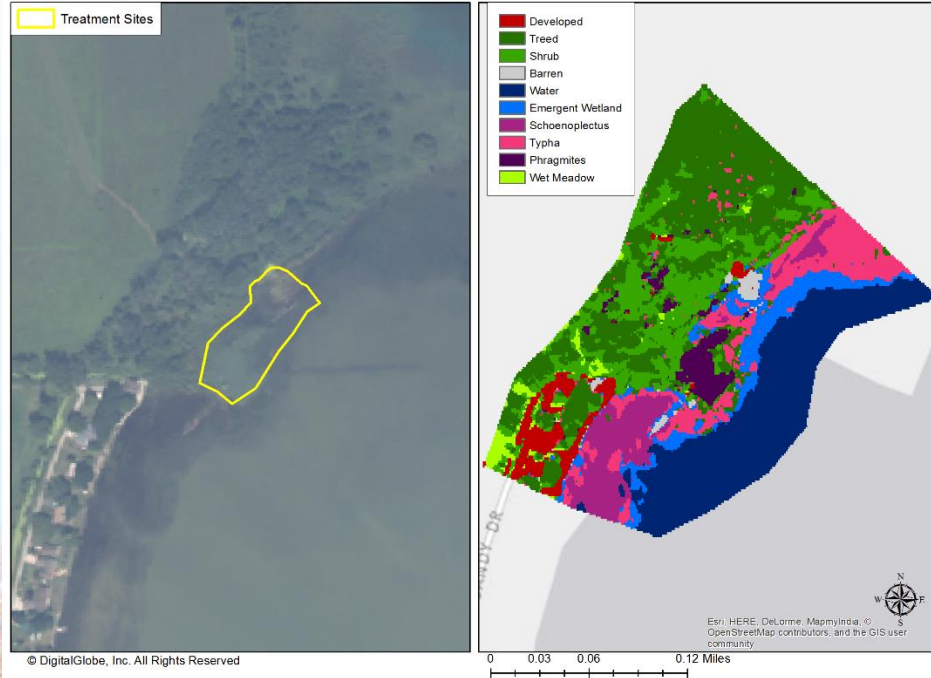 Treatment Sites
© DigitalGlobe, Inc. All Rights Reserved
Developed
Treed
Shrub
Barren
Water
Emergent Wetland
Schoenoplectus
Typha
Phragmites
Wet Meadow
DR
N
W E
S
Esri, HERE, DeLorme, MapmyIndia, ©
OpenStreetMap contributors, and the GIS user
community
0 0.03 0.06 0.12 Miles